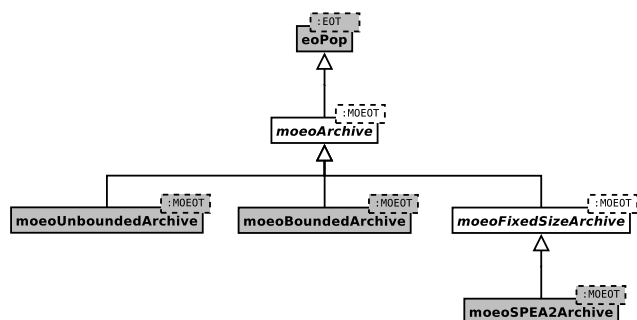 :EOT
eoPop
:MOEOT
moeoArchive
:MOEOT
moeoUnboundedArchive
:MOEOT
moeoBoundedArchive
:MOEOT
moeoFixedSizeArchive
:MOEOT
moeoSPEA2Archive